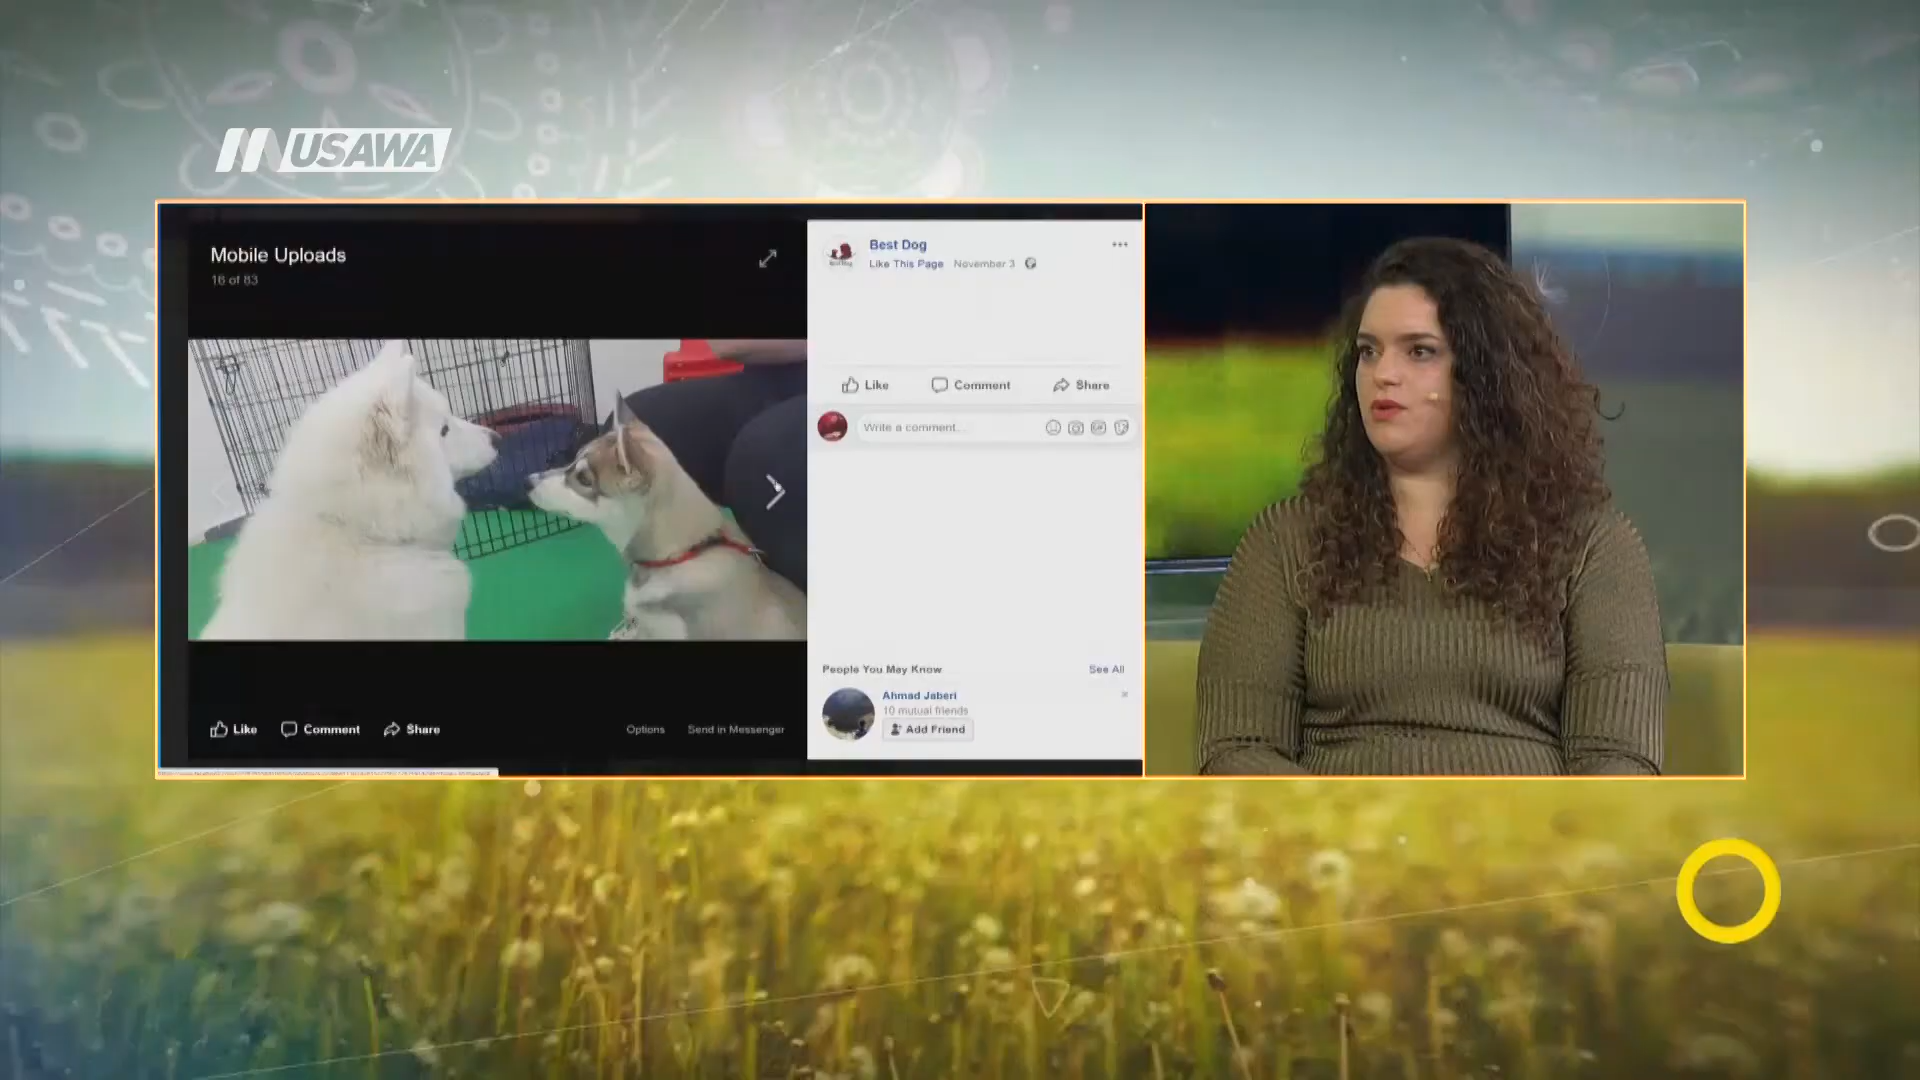 USAWA
Mobile Uploads
16 of 83
Best Dog
Like This Page November 3
Like Comment Share
Write a comment...
People You May Know See All
Ahmad Jaberi
10 mutual friends
Add Friend
Like Comment Share Options Send in Messenger